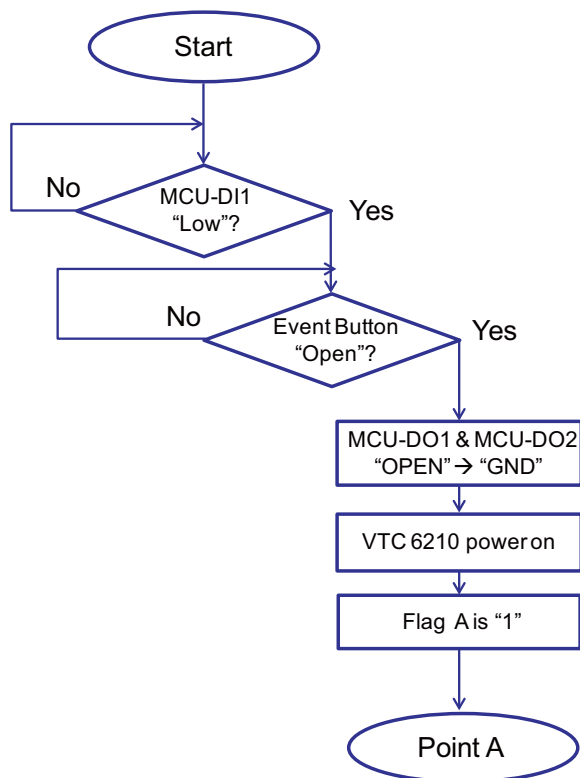 Start
No
MCU-DI1
“Low”?
Yes
No
Event Button
“Open”?
Yes
MCU-DO1 & MCU-DO2
“OPEN” → “GND”
VTC 6210 power on
Flag A is “1”
Point A